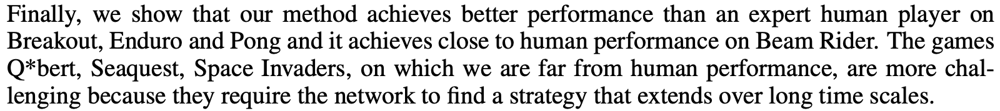 Finally, we show that our method achieves better performance than an expert human player on
Breakout, Enduro and Pong and it achieves close to human performance on Beam Rider. The games
Q*bert, Seaquest, Space Invaders, on which we are far from human performance, are more chal-
lenging because they require the network to find a strategy that extends over long time scales.